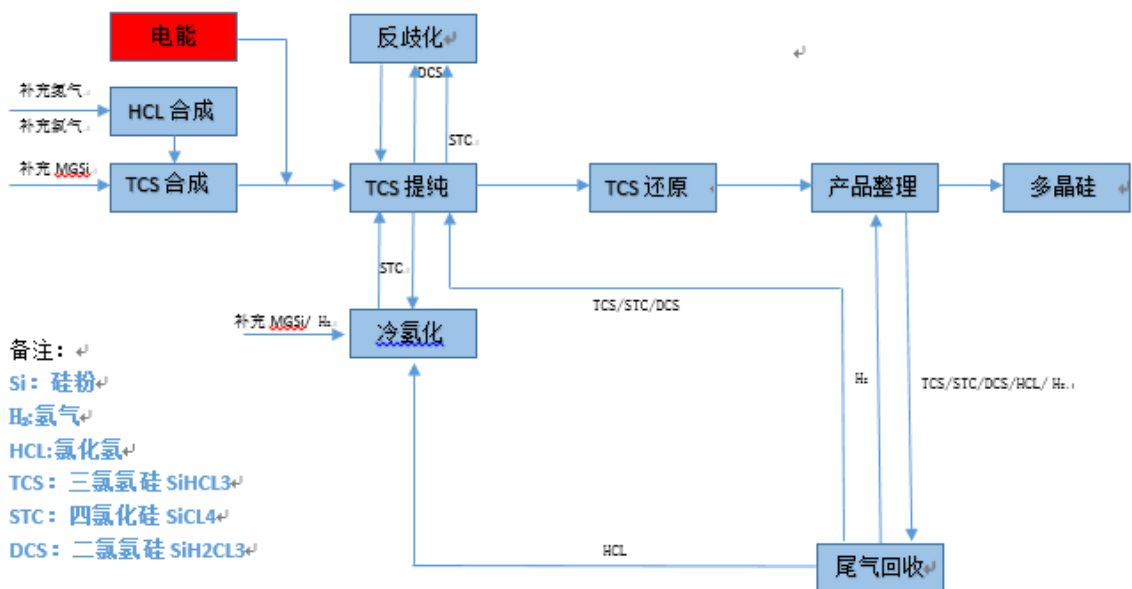 电能
反歧化
DCS
补充氢气
HCL 合成
补充氯气
STC
补充 MGSi
TCS 合成
TCS 提纯
TCS 还原
产品整理
多晶硅
STC
TCS/STC/DCS
补充 MGSi/ H₂
冷氢化
备注：
Si：硅粉
H₂:氢气
HCL:氯化氢
TCS：三氯氢硅 SiHCL3
STC：四氯化硅 SiCL4
DCS：二氯氢硅 SiH2CL3
H₂
TCS/STC/DCS/HCL/ H₂
HCL
尾气回收